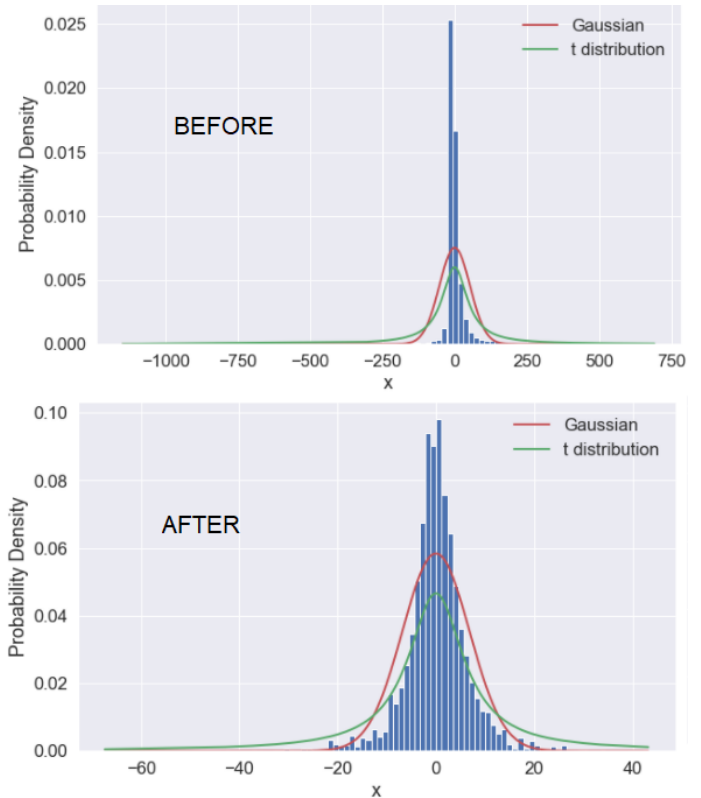 0.025
0.020
0.015
0.010
0.005
0.000
Probability Density
BEFORE
Gaussian
t distribution
−1000 −750 −500 −250 0 250 500 750
x
0.10
0.08
0.06
0.04
0.02
0.00
Probability Density
AFTER
Gaussian
t distribution
−60 −40 −20 0 20 40
x